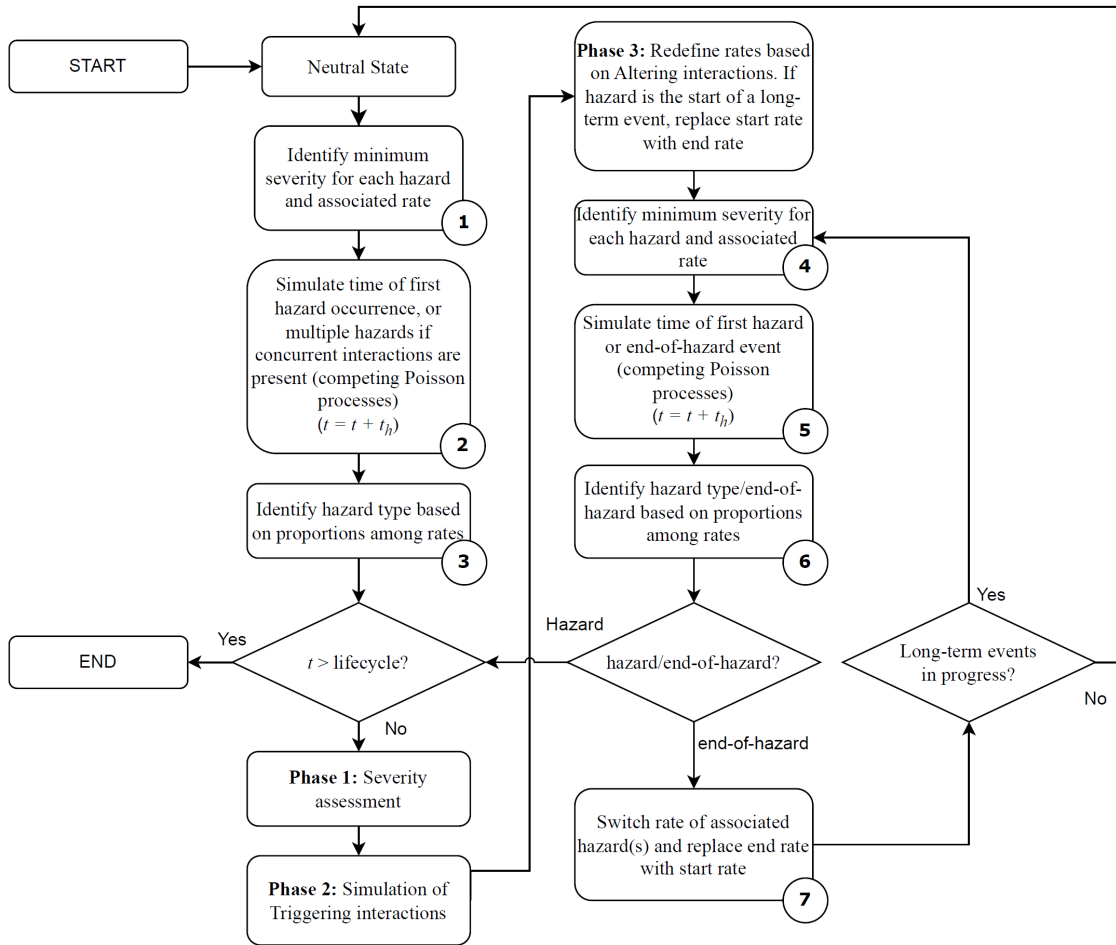 START
Neutral State
Identify minimum
severity for each hazard
and associated rate
1
Simulate time of first
hazard occurrence, or
multiple hazards if
concurrent interactions are
present (competing Poisson
processes)
(t = t + t_h)
2
Identify hazard type based
on proportions among rates
3
Yes
END
t > lifecycle?
No
Phase 1: Severity
assessment
Phase 2: Simulation of
Triggering interactions
Phase 3: Redefine rates based
on Altering interactions. If
hazard is the start of a long-
term event, replace start rate
with end rate
Identify minimum severity for
each hazard and associated
rate
4
Simulate time of first hazard
or end-of-hazard event
(competing Poisson
processes)
(t = t + t_h)
5
Identify hazard type/end-of-
hazard based on proportions
among rates
6
Hazard
hazard/end-of-hazard?
end-of-hazard
Switch rate of associated
hazard(s) and replace end rate
with start rate
7
Yes
Long-term events
in progress?
No